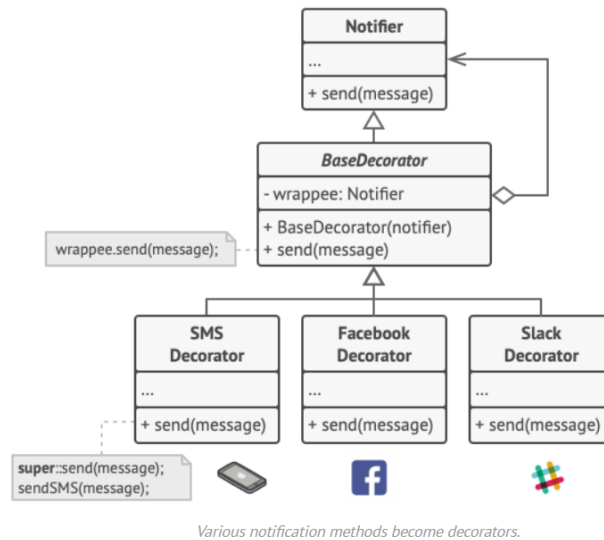 Notifier
...
+ send(message)
BaseDecorator
- wrappee: Notifier
+ BaseDecorator(notifier)
+ send(message)
wrappee.send(message);
SMS
Decorator
...
+ send(message)
Facebook
Decorator
...
+ send(message)
Slack
Decorator
...
+ send(message)
super::send(message);
sendSMS(message);
Various notification methods become decorators.